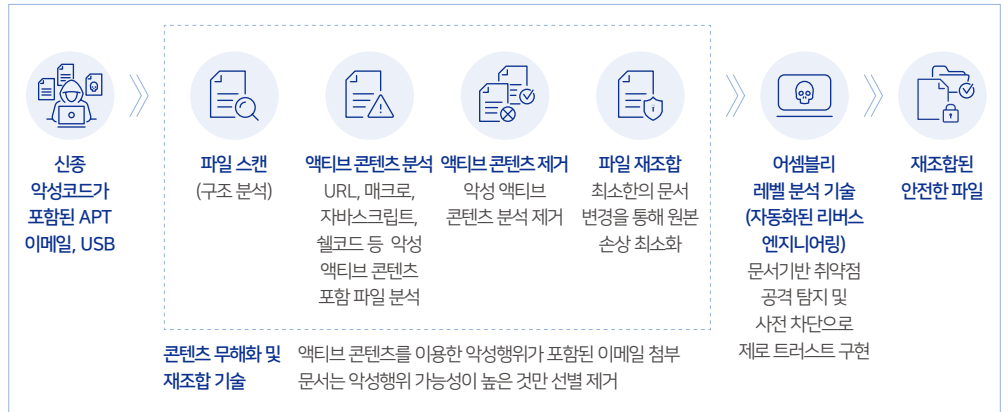 신종
악성코드가
포함된 APT
이메일, USB
파일 스캔
(구조 분석)
액티브 콘텐츠 분석
URL, 매크로,
자바스크립트,
쉘코드 등 악성
액티브 콘텐츠
포함 파일 분석
액티브 콘텐츠 제거
악성 액티브
콘텐츠 분석 제거
파일 재조합
최소한의 문서
변경을 통해 원본
손상 최소화
콘텐츠 무해화 및
재조합 기술
액티브 콘텐츠를 이용한 악성행위가 포함된 이메일 첨부
문서는 악성행위 가능성이 높은 것만 선별 제거
어셈블리
레벨 분석 기술
(자동화된 리버스
엔지니어링)
문서기반 취약점
공격 탐지 및
사전 차단으로
제로 트러스트 구현
재조합된
안전한 파일